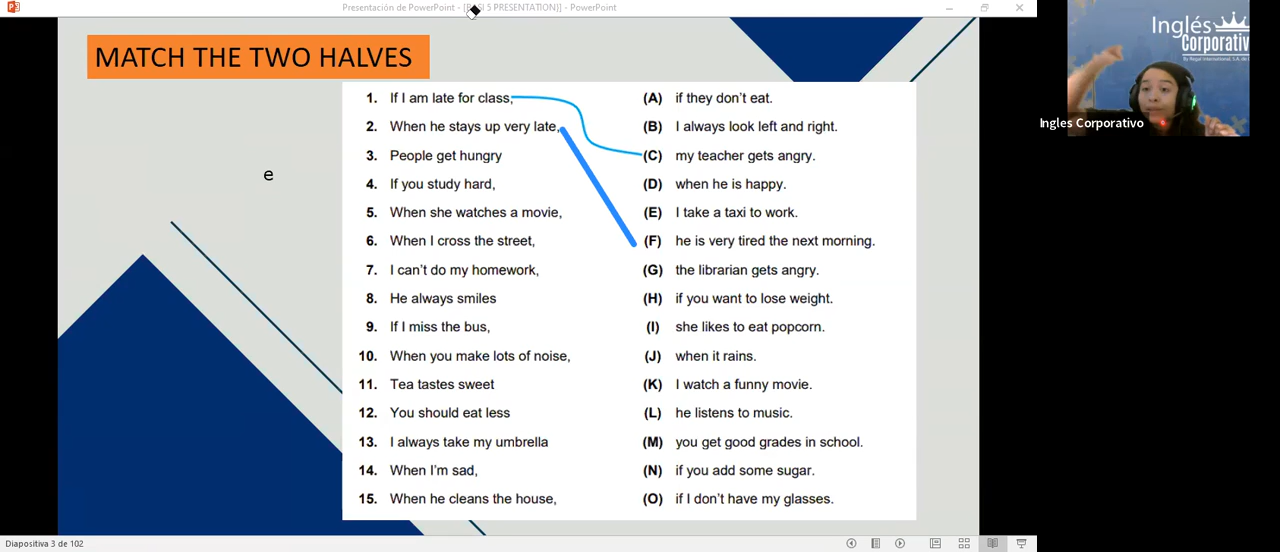 Presentación de PowerPoint - [BASI 5 PRESENTATION)] - PowerPoint
MATCH THE TWO HALVES
1. If I am late for class,
2. When he stays up very late,
3. People get hungry
4. If you study hard,
5. When she watches a movie,
6. When I cross the street,
7. I can't do my homework,
8. He always smiles
9. If I miss the bus,
10. When you make lots of noise,
11. Tea tastes sweet
12. You should eat less
13. I always take my umbrella
14. When I'm sad,
15. When he cleans the house,
(A) if they don't eat.
(B) I always look left and right.
(C) my teacher gets angry.
(D) when he is happy.
(E) I take a taxi to work.
(F) he is very tired the next morning.
(G) the librarian gets angry.
(H) if you want to lose weight.
(I) she likes to eat popcorn.
(J) when it rains.
(K) I watch a funny movie.
(L) he listens to music.
(M) you get good grades in school.
(N) if you add some sugar.
(O) if I don't have my glasses.
e
Inglés
Corporativ
Ingles Corporativo
Diapositiva 3 de 102